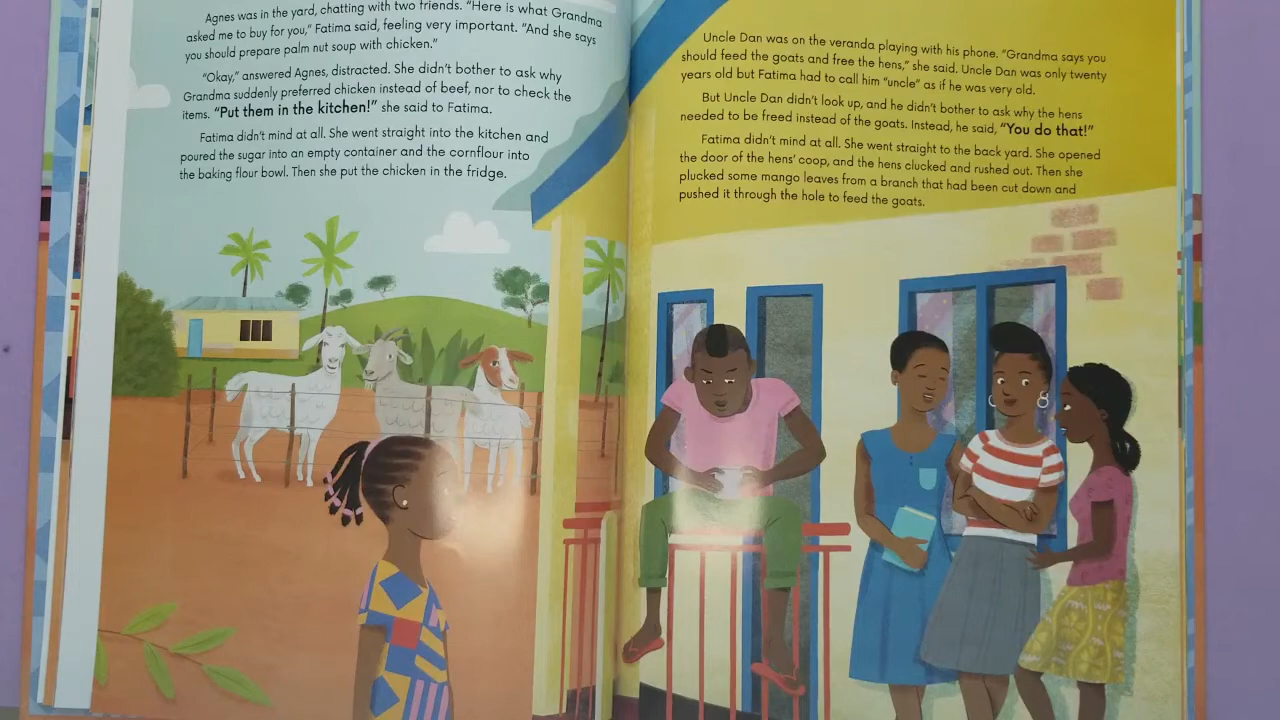 Agnes was in the yard, chatting with two friends. “Here is what Grandma
asked me to buy for you,” Fatima said, feeling very important. “And she says
you should prepare palm nut soup with chicken.”
“Okay,” answered Agnes, distracted. She didn’t bother to ask why
Grandma suddenly preferred chicken instead of beef, nor to check the
items. “Put them in the kitchen!” she said to Fatima.
Fatima didn’t mind at all. She went straight into the kitchen and
poured the sugar into an empty container and the cornflour into
the baking flour bowl. Then she put the chicken in the fridge.
Uncle Dan was on the veranda playing with his phone. “Grandma says you
should feed the goats and free the hens,” she said. Uncle Dan was only twenty
years old but Fatima had to call him “uncle” as if he was very old.
But Uncle Dan didn’t look up, and he didn’t bother to ask why the hens
needed to be freed instead of the goats. Instead, he said, “You do that!”
Fatima didn’t mind at all. She went straight to the back yard. She opened
the door of the hens’ coop, and the hens clucked and rushed out. Then she
plucked some mango leaves from a branch that had been cut down and
pushed it through the hole to feed the goats.